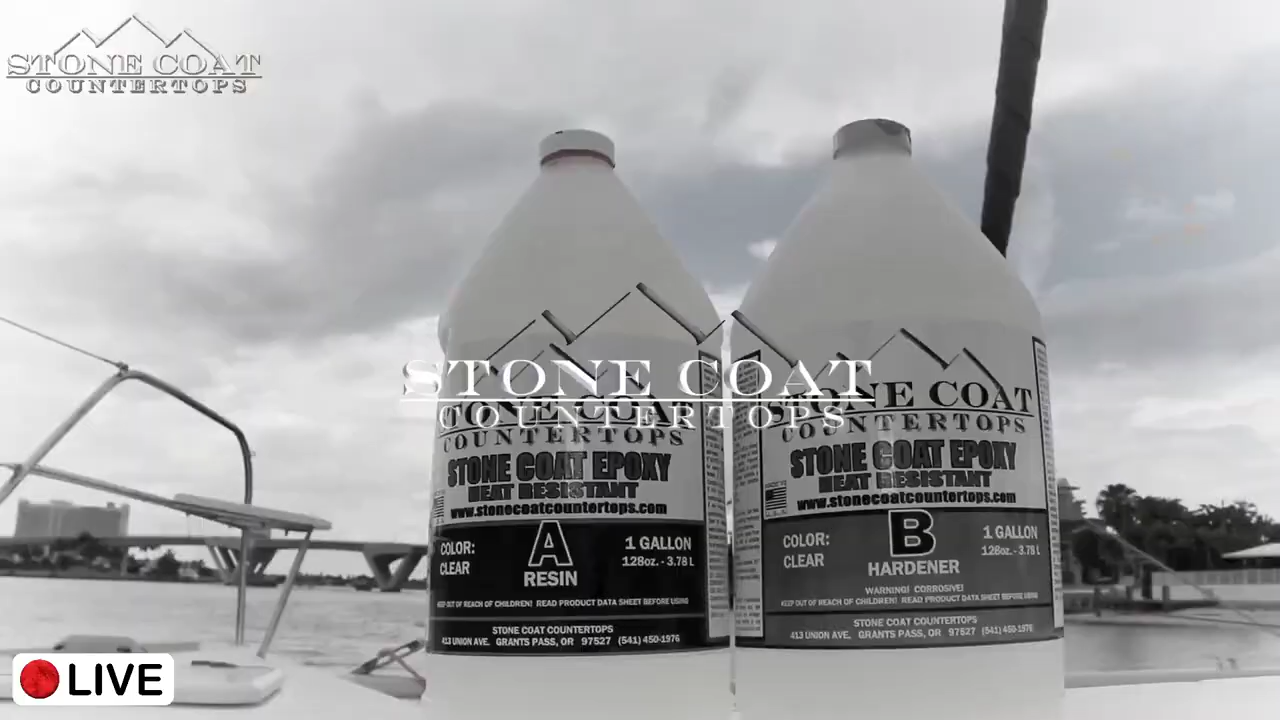 STONE COAT
COUNTERTOPS
STONE COAT
COUNTERTOPS
STONE COAT
COUNTERTOPS
STONE COAT EPOXY
HEAT RESISTANT
www.stonecoatcountertops.com
COLOR:
CLEAR
A
RESIN
1 GALLON
128oz. - 3.78 L
KEEP OUT OF REACH OF CHILDREN! READ PRODUCT DATA SHEET BEFORE USING
STONE COAT COUNTERTOPS
413 UNION AVE. GRANTS PASS, OR 97527 (541) 450-1976
STONE COAT
COUNTERTOPS
STONE COAT EPOXY
HEAT RESISTANT
www.stonecoatcountertops.com
COLOR:
CLEAR
B
HARDENER
1 GALLON
128oz. - 3.78 L
WARNING! CORROSIVE!
KEEP OUT OF REACH OF CHILDREN! READ PRODUCT DATA SHEET BEFORE USING
STONE COAT COUNTERTOPS
413 UNION AVE. GRANTS PASS, OR 97527 (541) 450-1976
LIVE